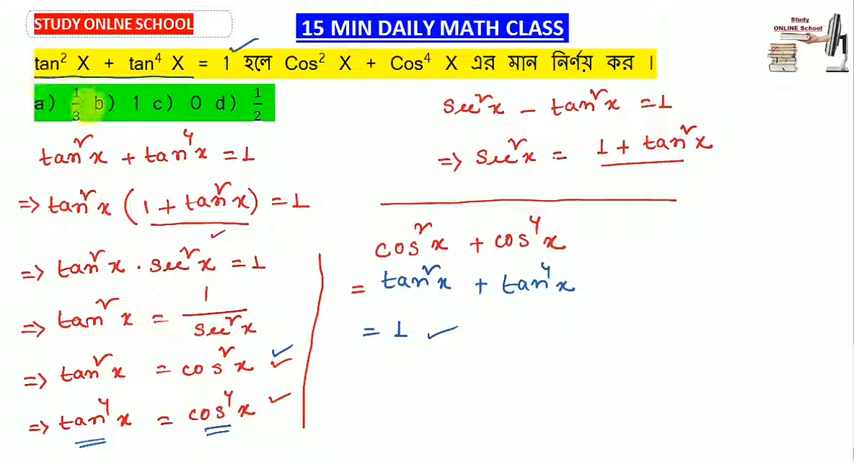 STUDY ONLNE SCHOOL
15 MIN DAILY MATH CLASS
Study
ONLINE School
tan² X + tan⁴ X = 1 হলে Cos² X + Cos⁴ X এর মান নির্ণয় কর ।
a) 1/3 b) 1 c) 0 d) 1/2
tan²x + tan⁴x = 1
=> tan²x (1 + tan²x) = 1
=> tan²x · sec²x = 1
=> tan²x = 1/sec²x
=> tan²x = cos²x
=> tan⁴x = cos⁴x
sec²x - tan²x = 1
=> sec²x = 1 + tan²x
cos²x + cos⁴x
= tan²x + tan⁴x
= 1